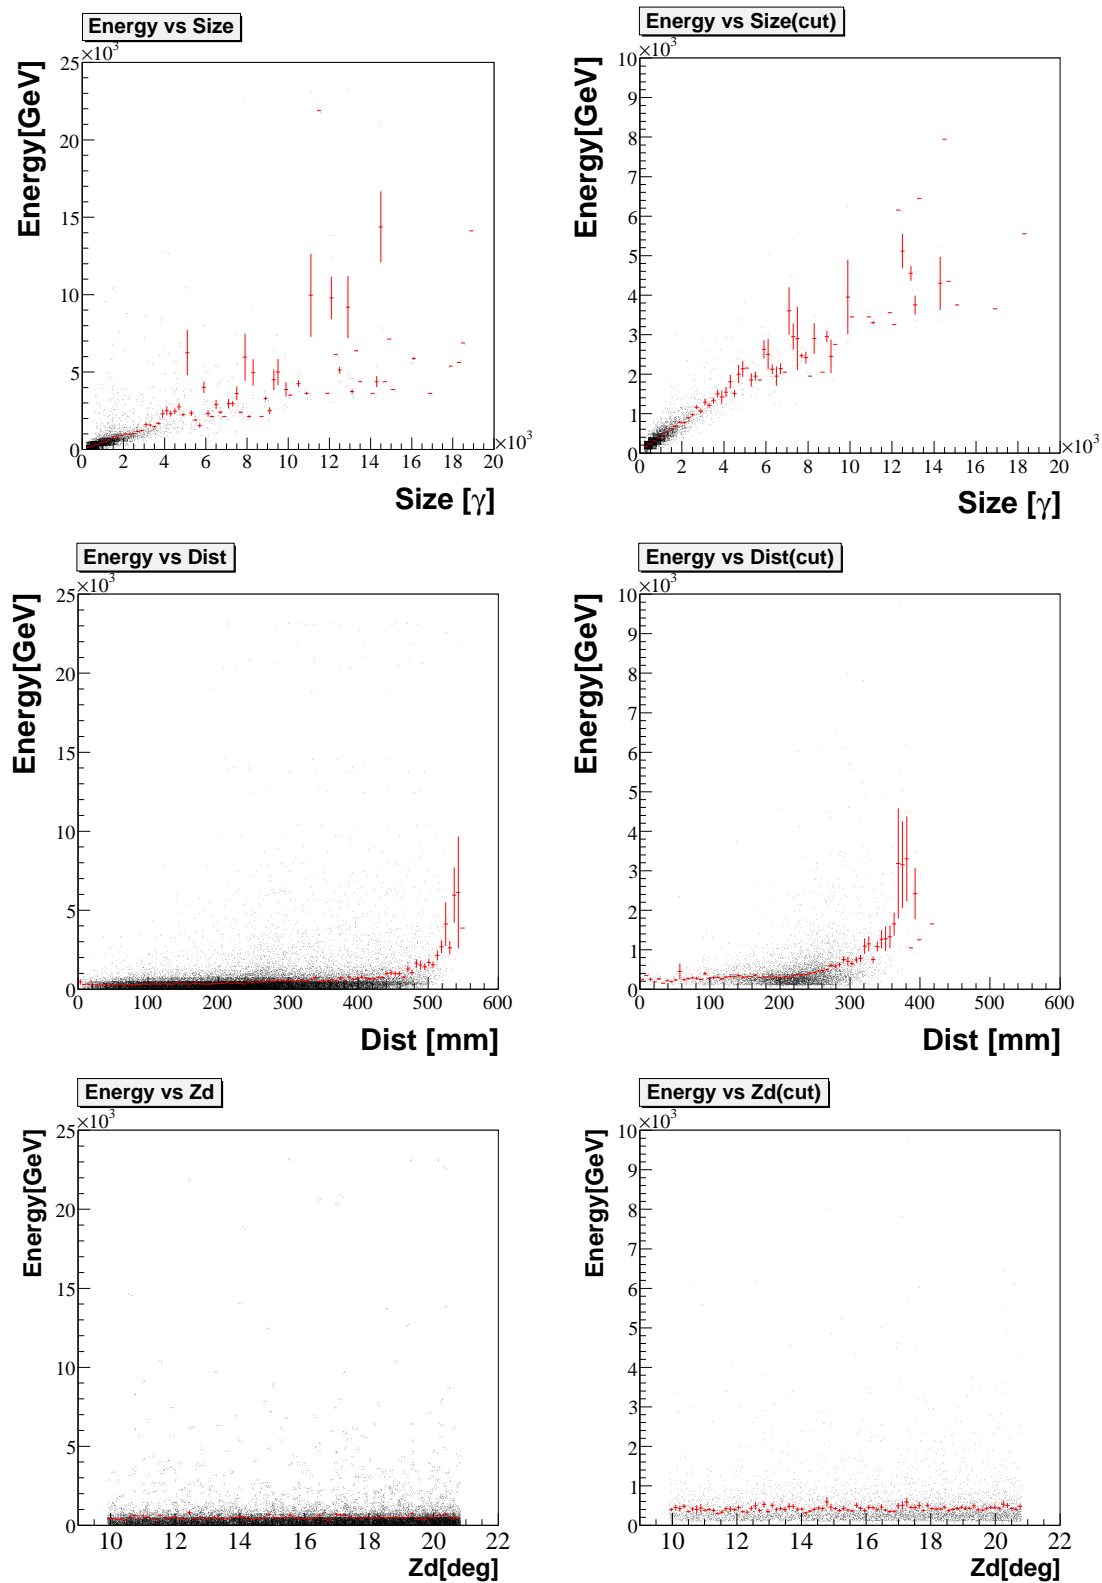 Energy vs Size
×10³
Energy[GeV]
25
20
15
10
5
0
0 2 4 6 8 10 12 14 16 18 20
×10³
Size [γ]
Energy vs Size(cut)
×10³
Energy[GeV]
10
9
8
7
6
5
4
3
2
1
0
0 2 4 6 8 10 12 14 16 18 20
×10³
Size [γ]
Energy vs Dist
×10³
Energy[GeV]
25
20
15
10
5
0
0 100 200 300 400 500 600
Dist [mm]
Energy vs Dist(cut)
×10³
Energy[GeV]
10
9
8
7
6
5
4
3
2
1
0
0 100 200 300 400 500 600
Dist [mm]
Energy vs Zd
×10³
Energy[GeV]
25
20
15
10
5
0
10 12 14 16 18 20 22
Zd[deg]
Energy vs Zd(cut)
×10³
Energy[GeV]
10
9
8
7
6
5
4
3
2
1
0
10 12 14 16 18 20 22
Zd[deg]